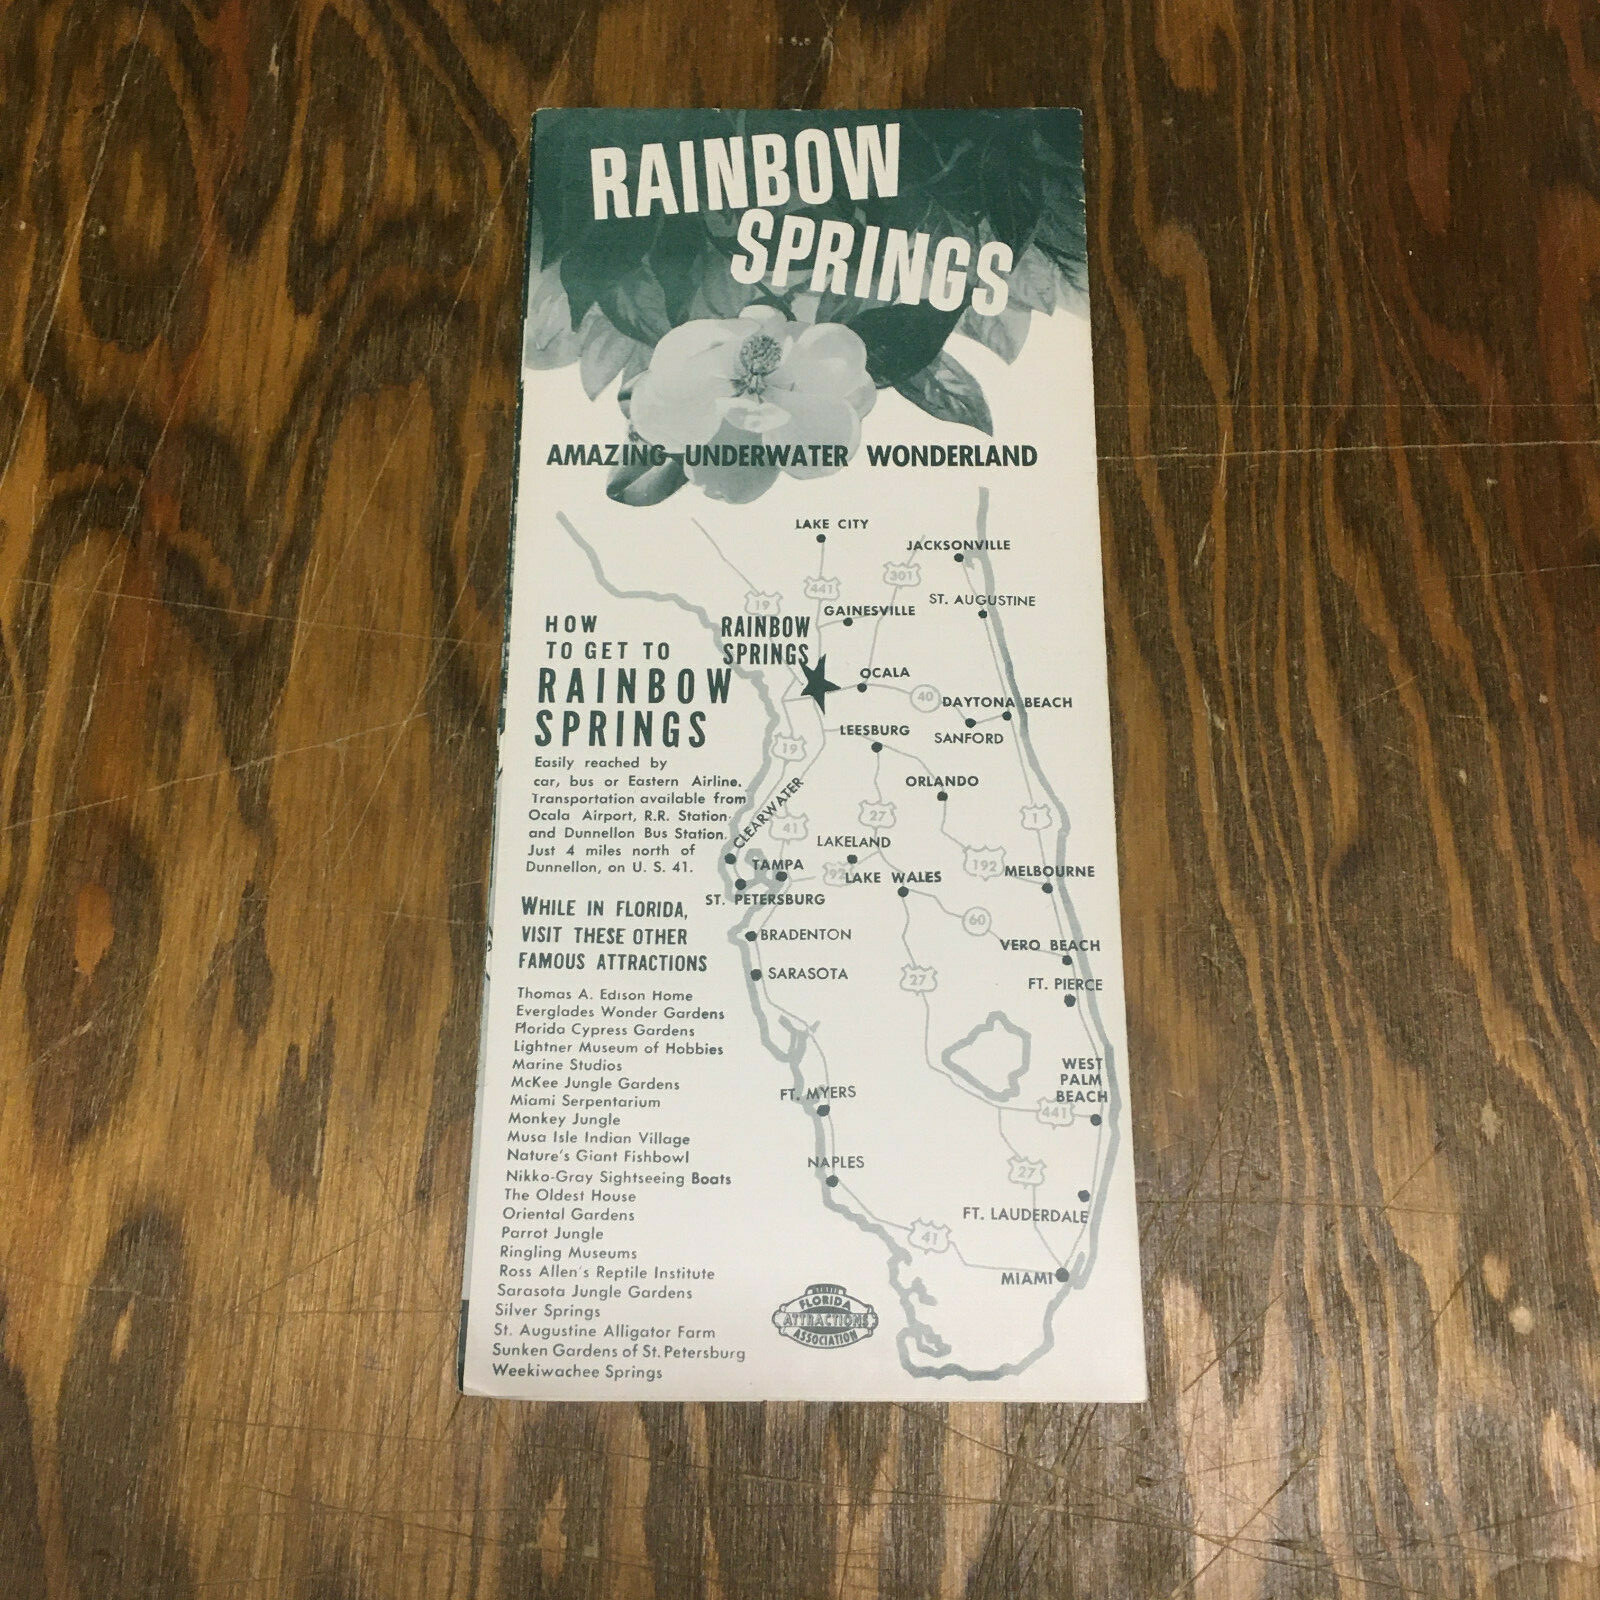 RAINBOW
SPRINGS
AMAZING UNDERWATER WONDERLAND
LAKE CITY
JACKSONVILLE
301
441
19
ST. AUGUSTINE
GAINESVILLE
RAINBOW
SPRINGS
OCALA
40
DAYTONA BEACH
SANFORD
LEESBURG
19
ORLANDO
CLEARWATER
27
1
41
LAKELAND
192
MELBOURNE
TAMPA
92
LAKE WALES
ST. PETERSBURG
60
BRADENTON
VERO BEACH
SARASOTA
27
FT. PIERCE
WEST
PALM
BEACH
441
FT. MYERS
NAPLES
27
FT. LAUDERDALE
41
MIAMI
HOW
TO GET TO
RAINBOW
SPRINGS
Easily reached by
car, bus or Eastern Airline.
Transportation available from
Ocala Airport, R.R. Station
and Dunnellon Bus Station.
Just 4 miles north of
Dunnellon, on U. S. 41.
WHILE IN FLORIDA,
VISIT THESE OTHER
FAMOUS ATTRACTIONS
Thomas A. Edison Home
Everglades Wonder Gardens
Florida Cypress Gardens
Lightner Museum of Hobbies
Marine Studios
McKee Jungle Gardens
Miami Serpentarium
Monkey Jungle
Musa Isle Indian Village
Nature's Giant Fishbowl
Nikko-Gray Sightseeing Boats
The Oldest House
Oriental Gardens
Parrot Jungle
Ringling Museums
Ross Allen's Reptile Institute
Sarasota Jungle Gardens
Silver Springs
St. Augustine Alligator Farm
Sunken Gardens of St. Petersburg
Weekiwachee Springs
FLORIDA
ATTRACTIONS
ASSOCIATION